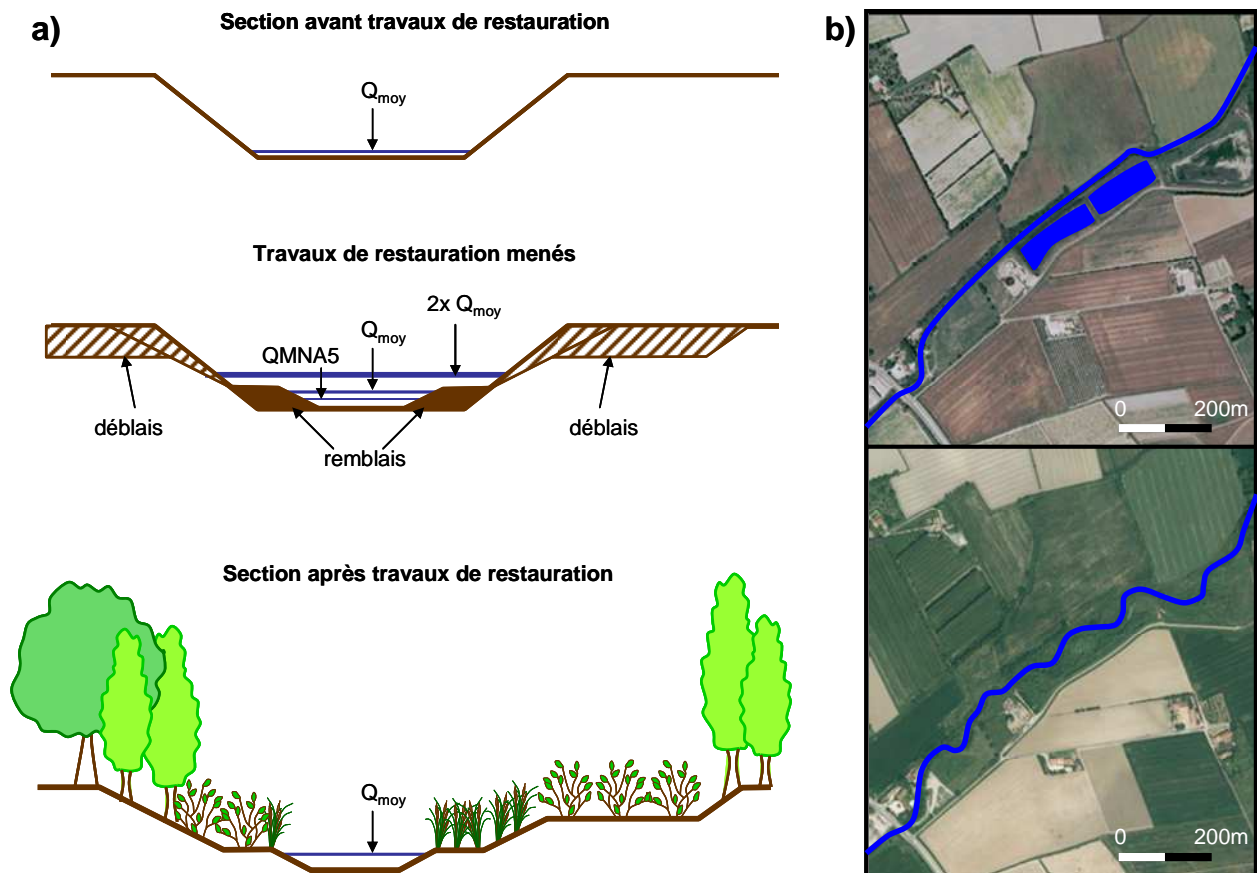 a)
Section avant travaux de restauration
Qmoy
Travaux de restauration menés
2x Qmoy
Qmoy
QMNA5
déblais
déblais
remblais
Section après travaux de restauration
Qmoy
b)
0 200m
0 200m